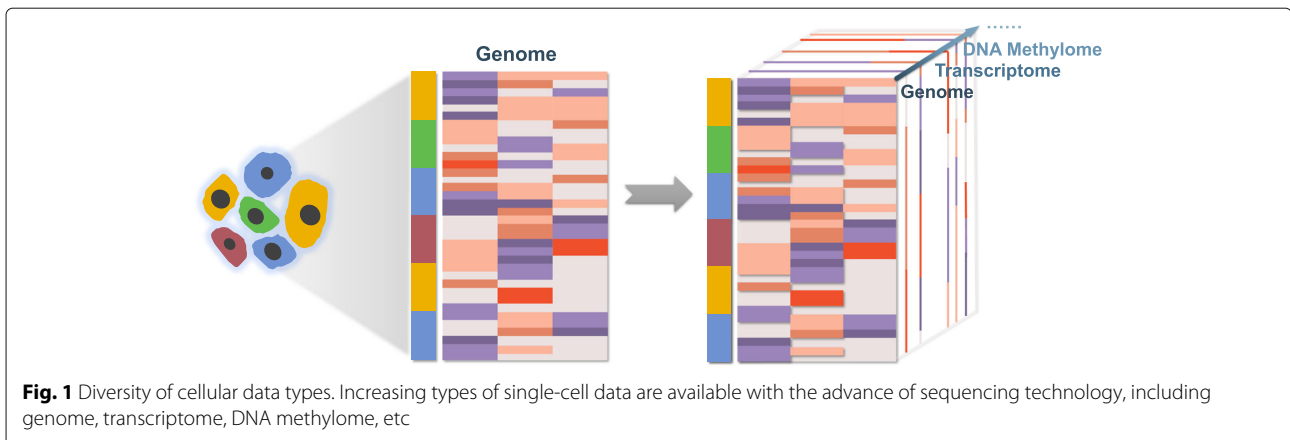 Genome
......
DNA Methylome
Transcriptome
Genome
Fig. 1 Diversity of cellular data types. Increasing types of single-cell data are available with the advance of sequencing technology, including
genome, transcriptome, DNA methylome, etc